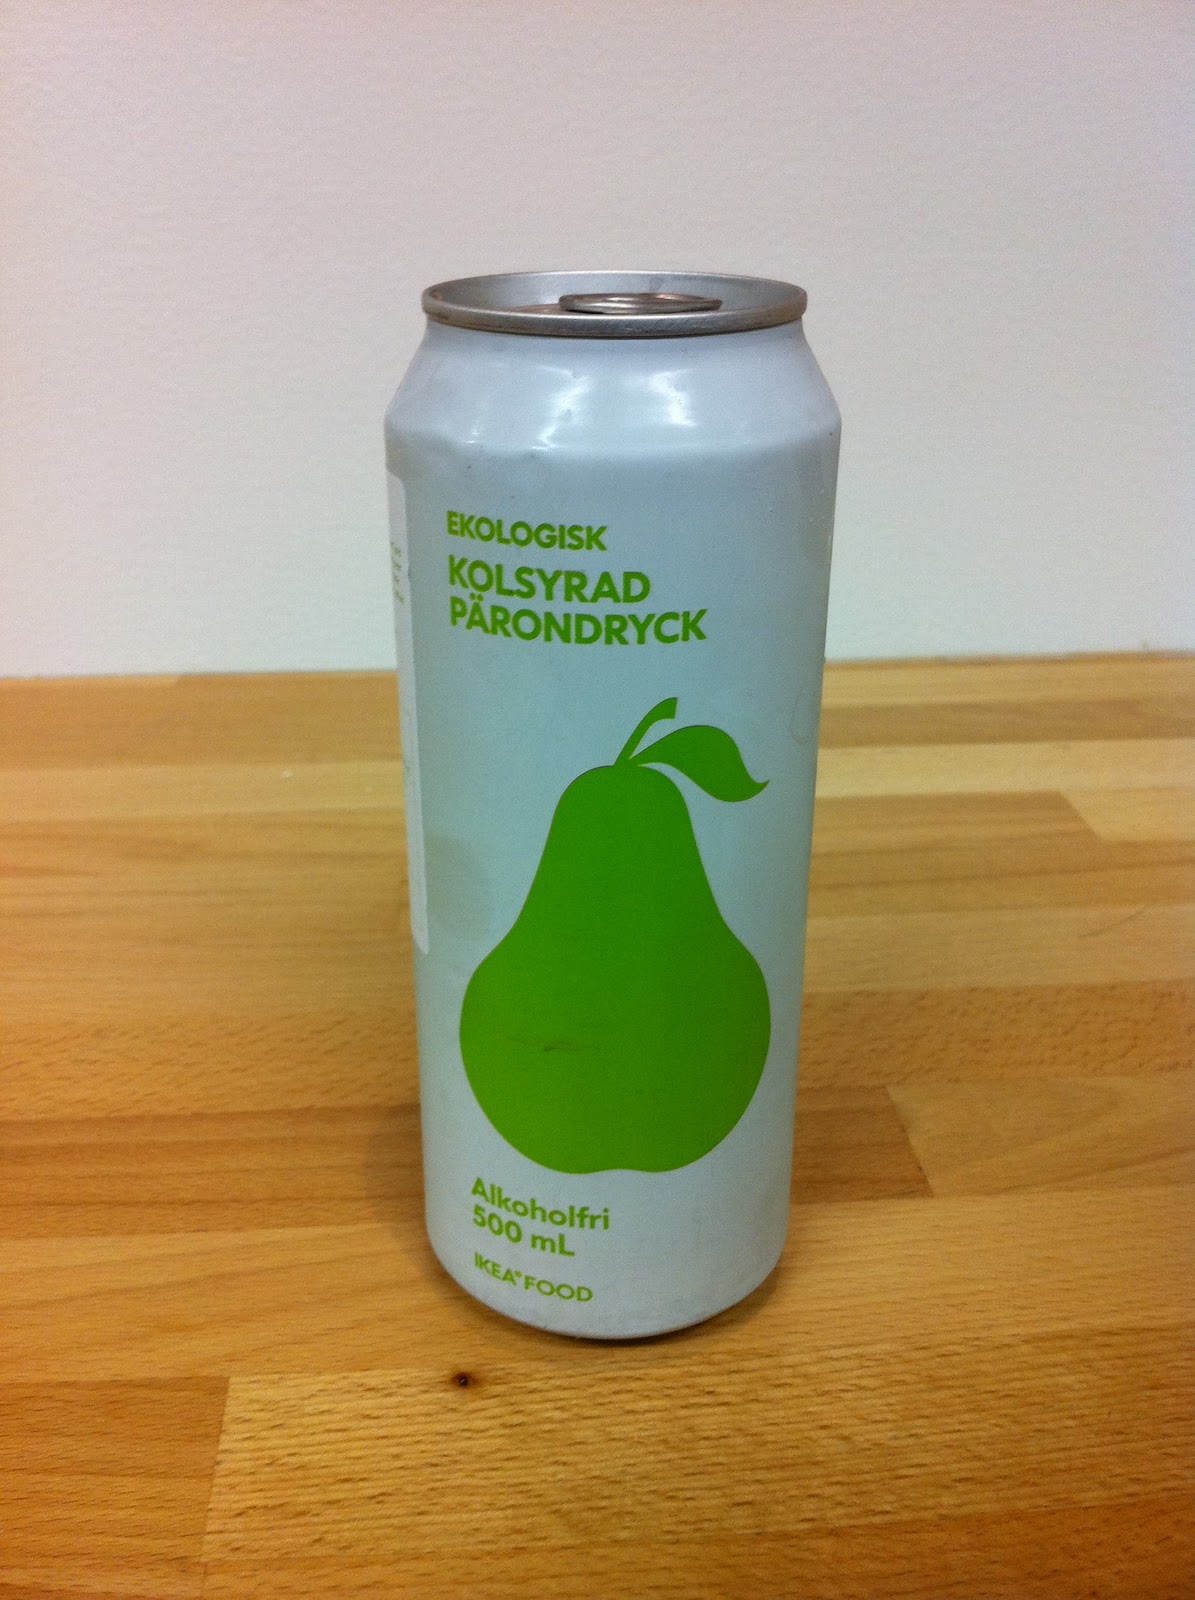 EKOLOGISK
KOLSYRAD
PÄRONDRYCK
Alkoholfri
500 mL
IKEA® FOOD